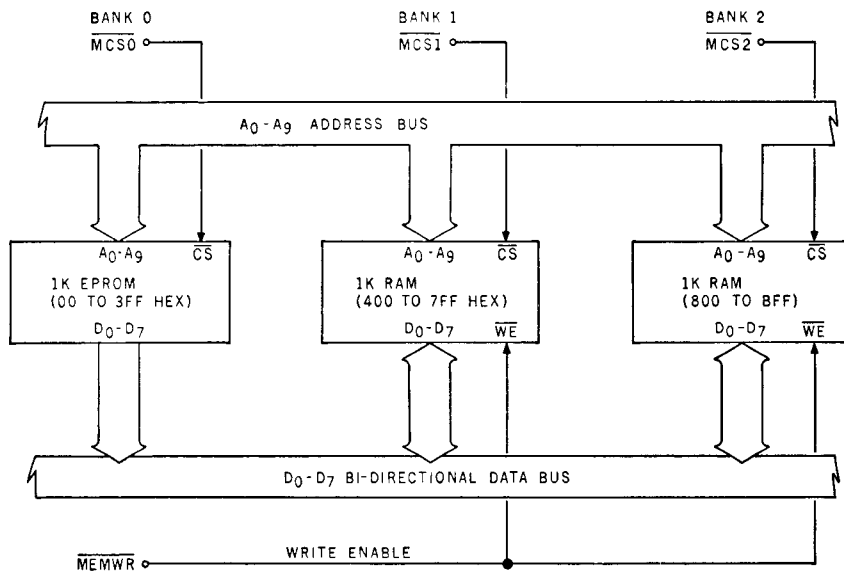 BANK 0
BANK 1
BANK 2
MCS0
MCS1
MCS2
A0-A9 ADDRESS BUS
A0-A9 CS
A0-A9 CS
A0-A9 CS
1K EPROM
(00 TO 3FF HEX)
D0-D7
1K RAM
(400 TO 7FF HEX)
D0-D7 WE
1K RAM
(800 TO BFF)
D0-D7 WE
D0-D7 BI-DIRECTIONAL DATA BUS
MEMWR
WRITE ENABLE